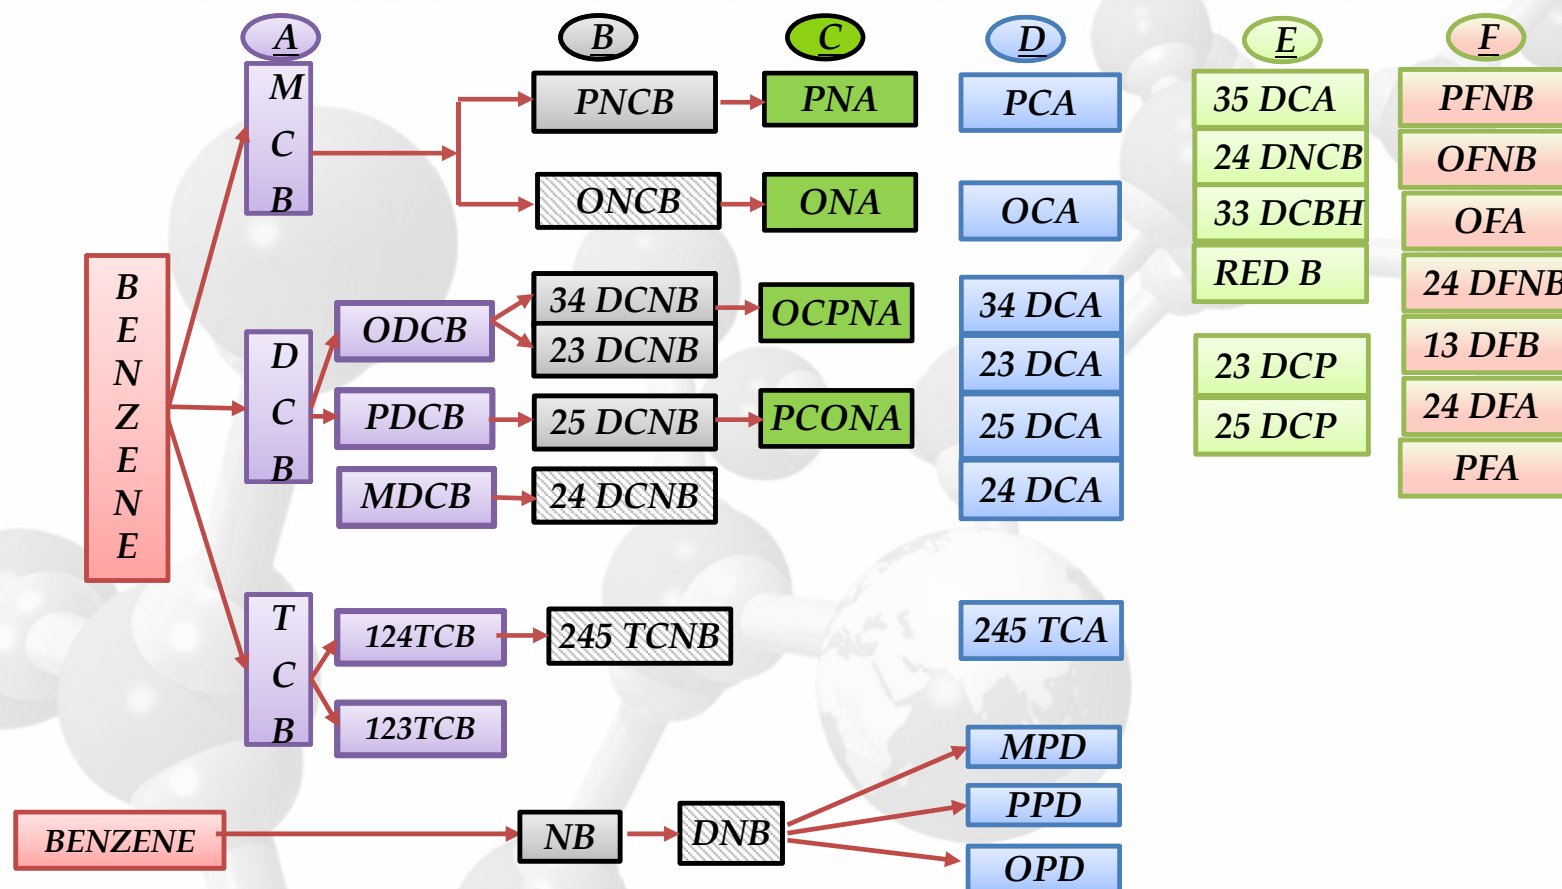 A
B
C
D
E
F
M
C
B
PNCB
PNA
PCA
35 DCA
PFNB
24 DNCB
OFNB
ONCB
ONA
OCA
33 DCBH
OFA
RED B
24 DFNB
B
E
N
Z
E
N
E
D
C
B
ODCB
34 DCNB
23 DCNB
OCPNA
34 DCA
23 DCA
13 DFB
23 DCP
PDCB
25 DCNB
PCONA
25 DCA
25 DCP
24 DFA
MDCB
24 DCNB
24 DCA
PFA
T
C
B
124TCB
245 TCNB
245 TCA
123TCB
MPD
PPD
BENZENE
NB
DNB
OPD